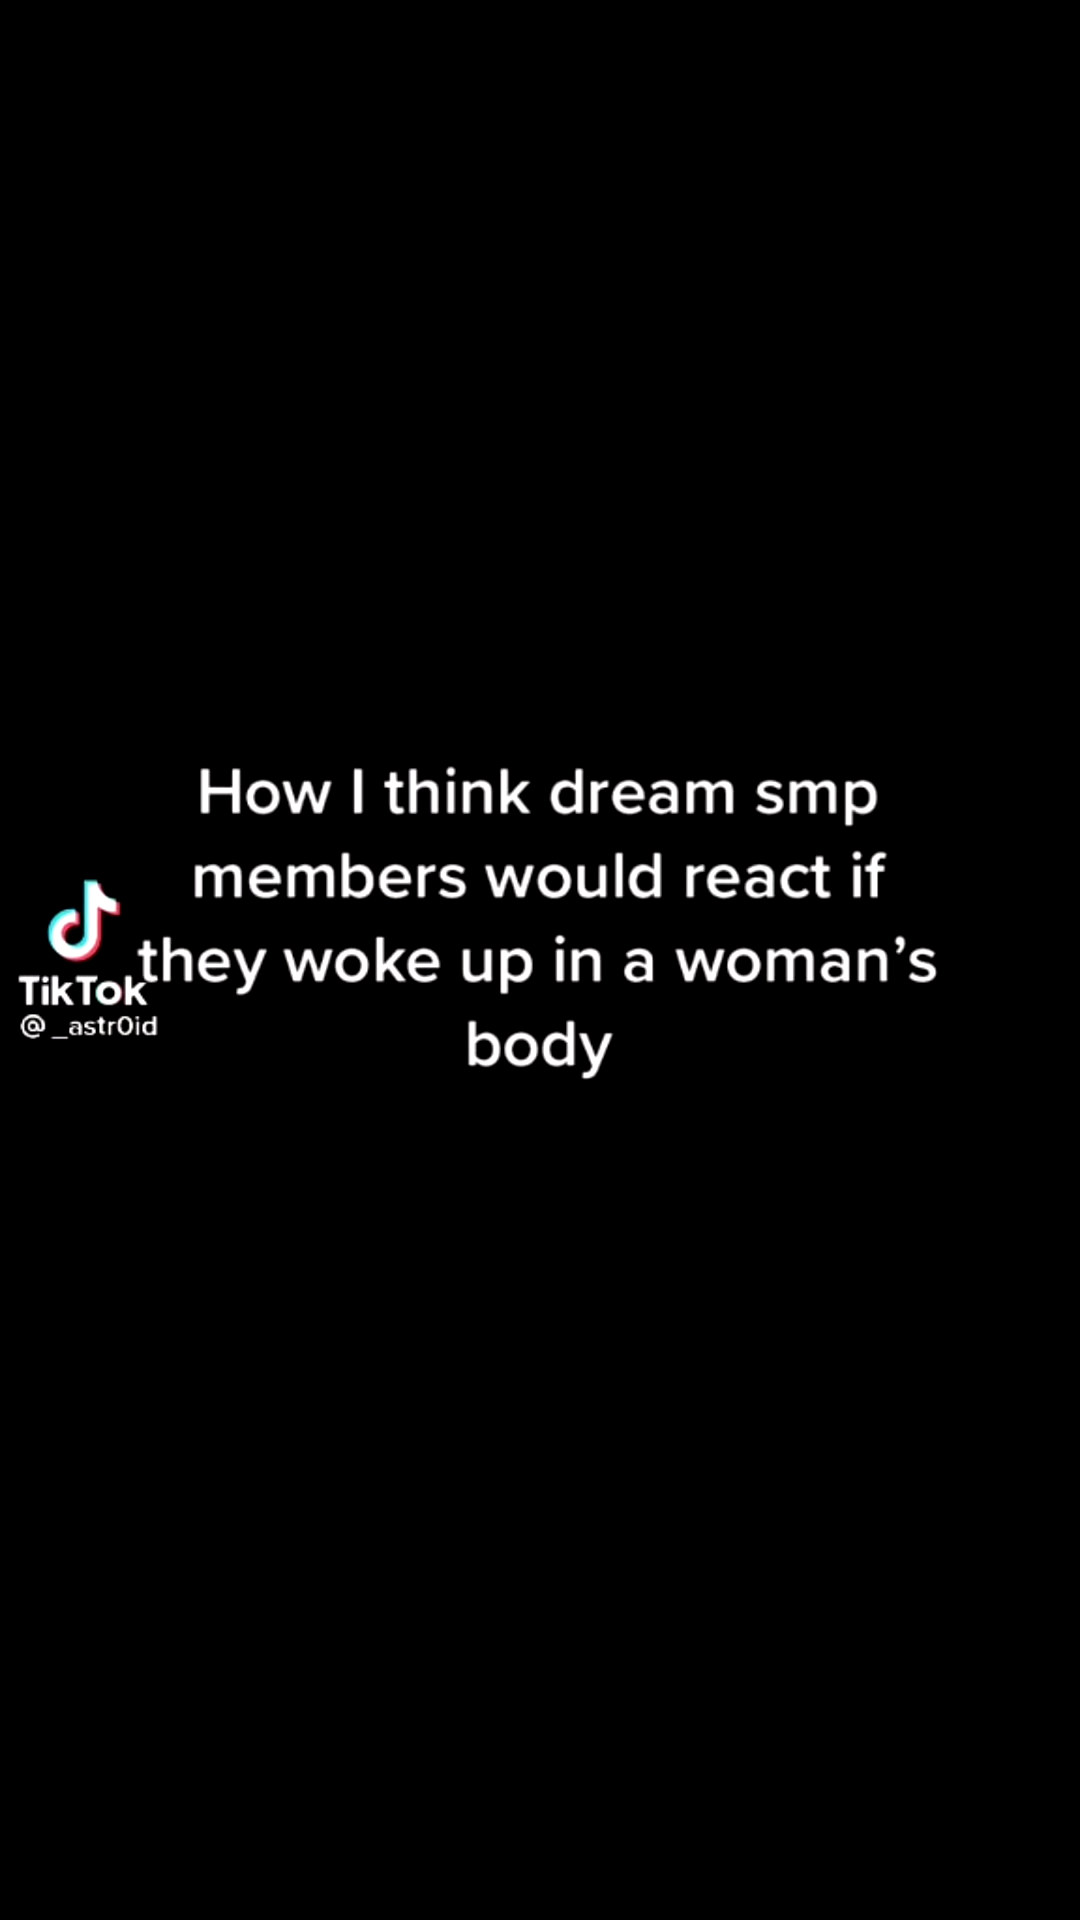 How I think dream smp
members would react if
they woke up in a woman’s
body
TikTok
@_astr0id